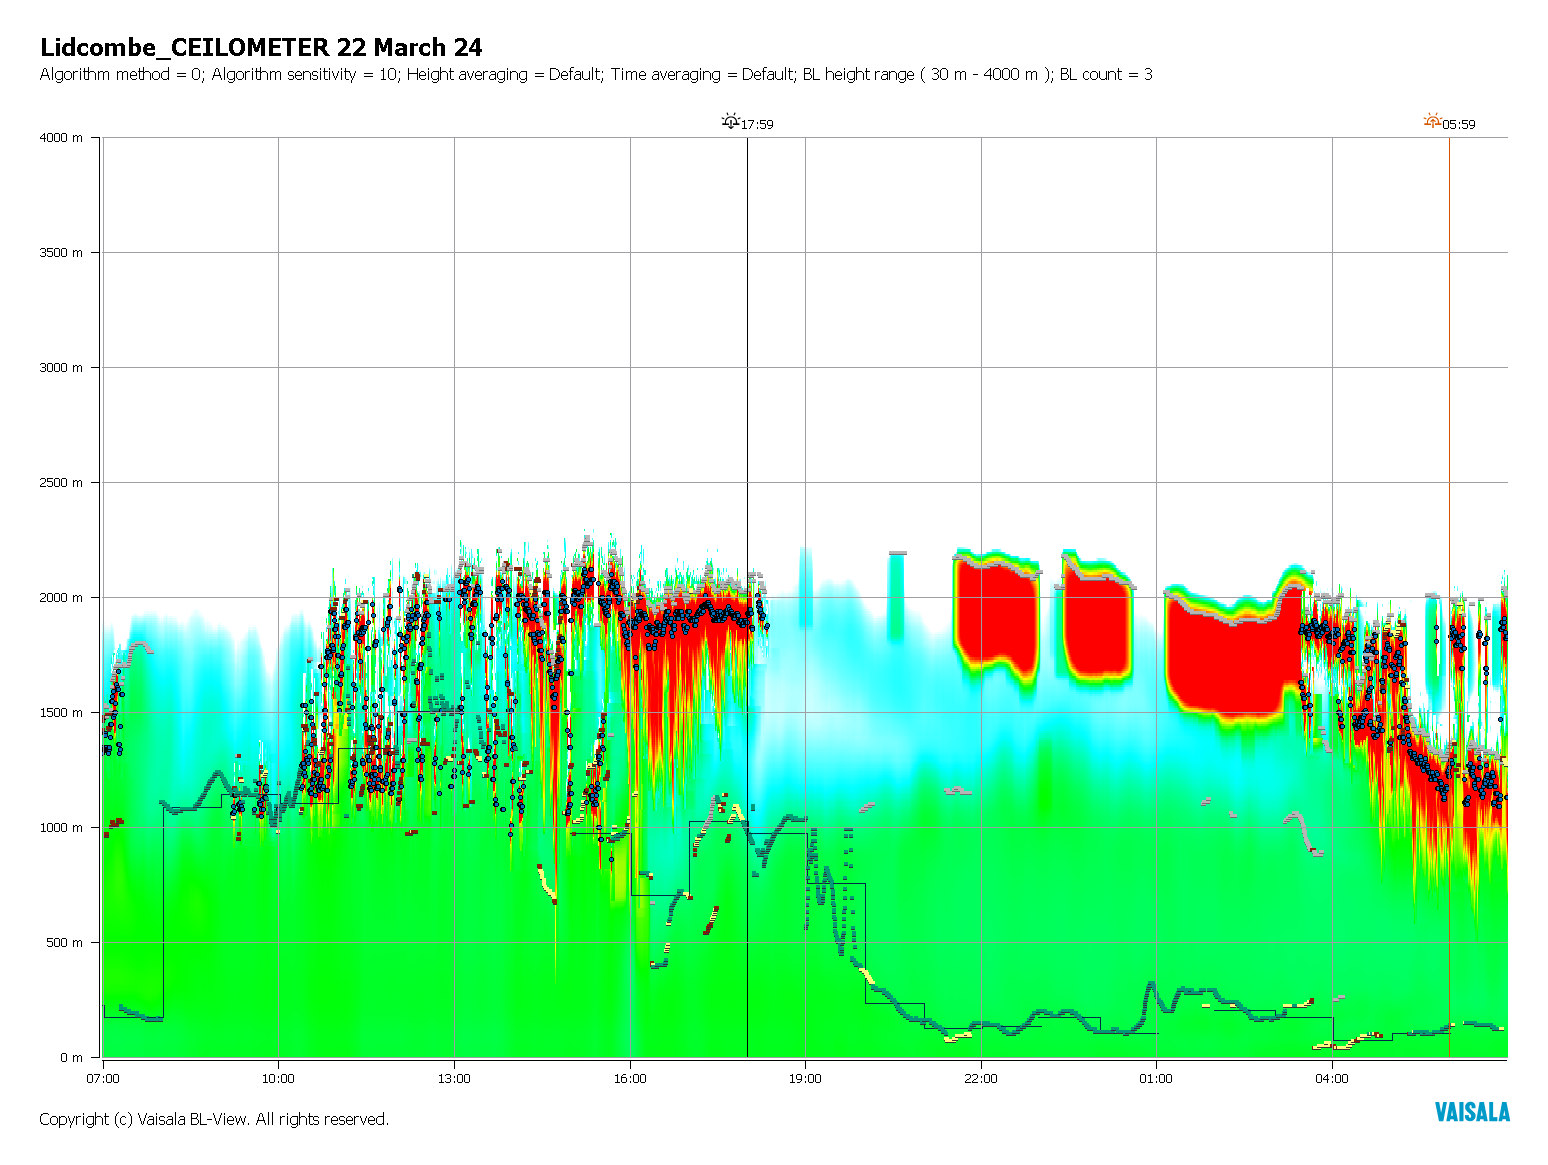 Lidcombe_CEILOMETER 22 March 24
Algorithm method = 0; Algorithm sensitivity = 10; Height averaging = Default; Time averaging = Default; BL height range ( 30 m - 4000 m ); BL count = 3
17:59
05:59
4000 m
3500 m
3000 m
2500 m
2000 m
1500 m
1000 m
500 m
0 m
07:00 10:00 13:00 16:00 19:00 22:00 01:00 04:00
Copyright (c) Vaisala BL-View. All rights reserved.
VAISALA